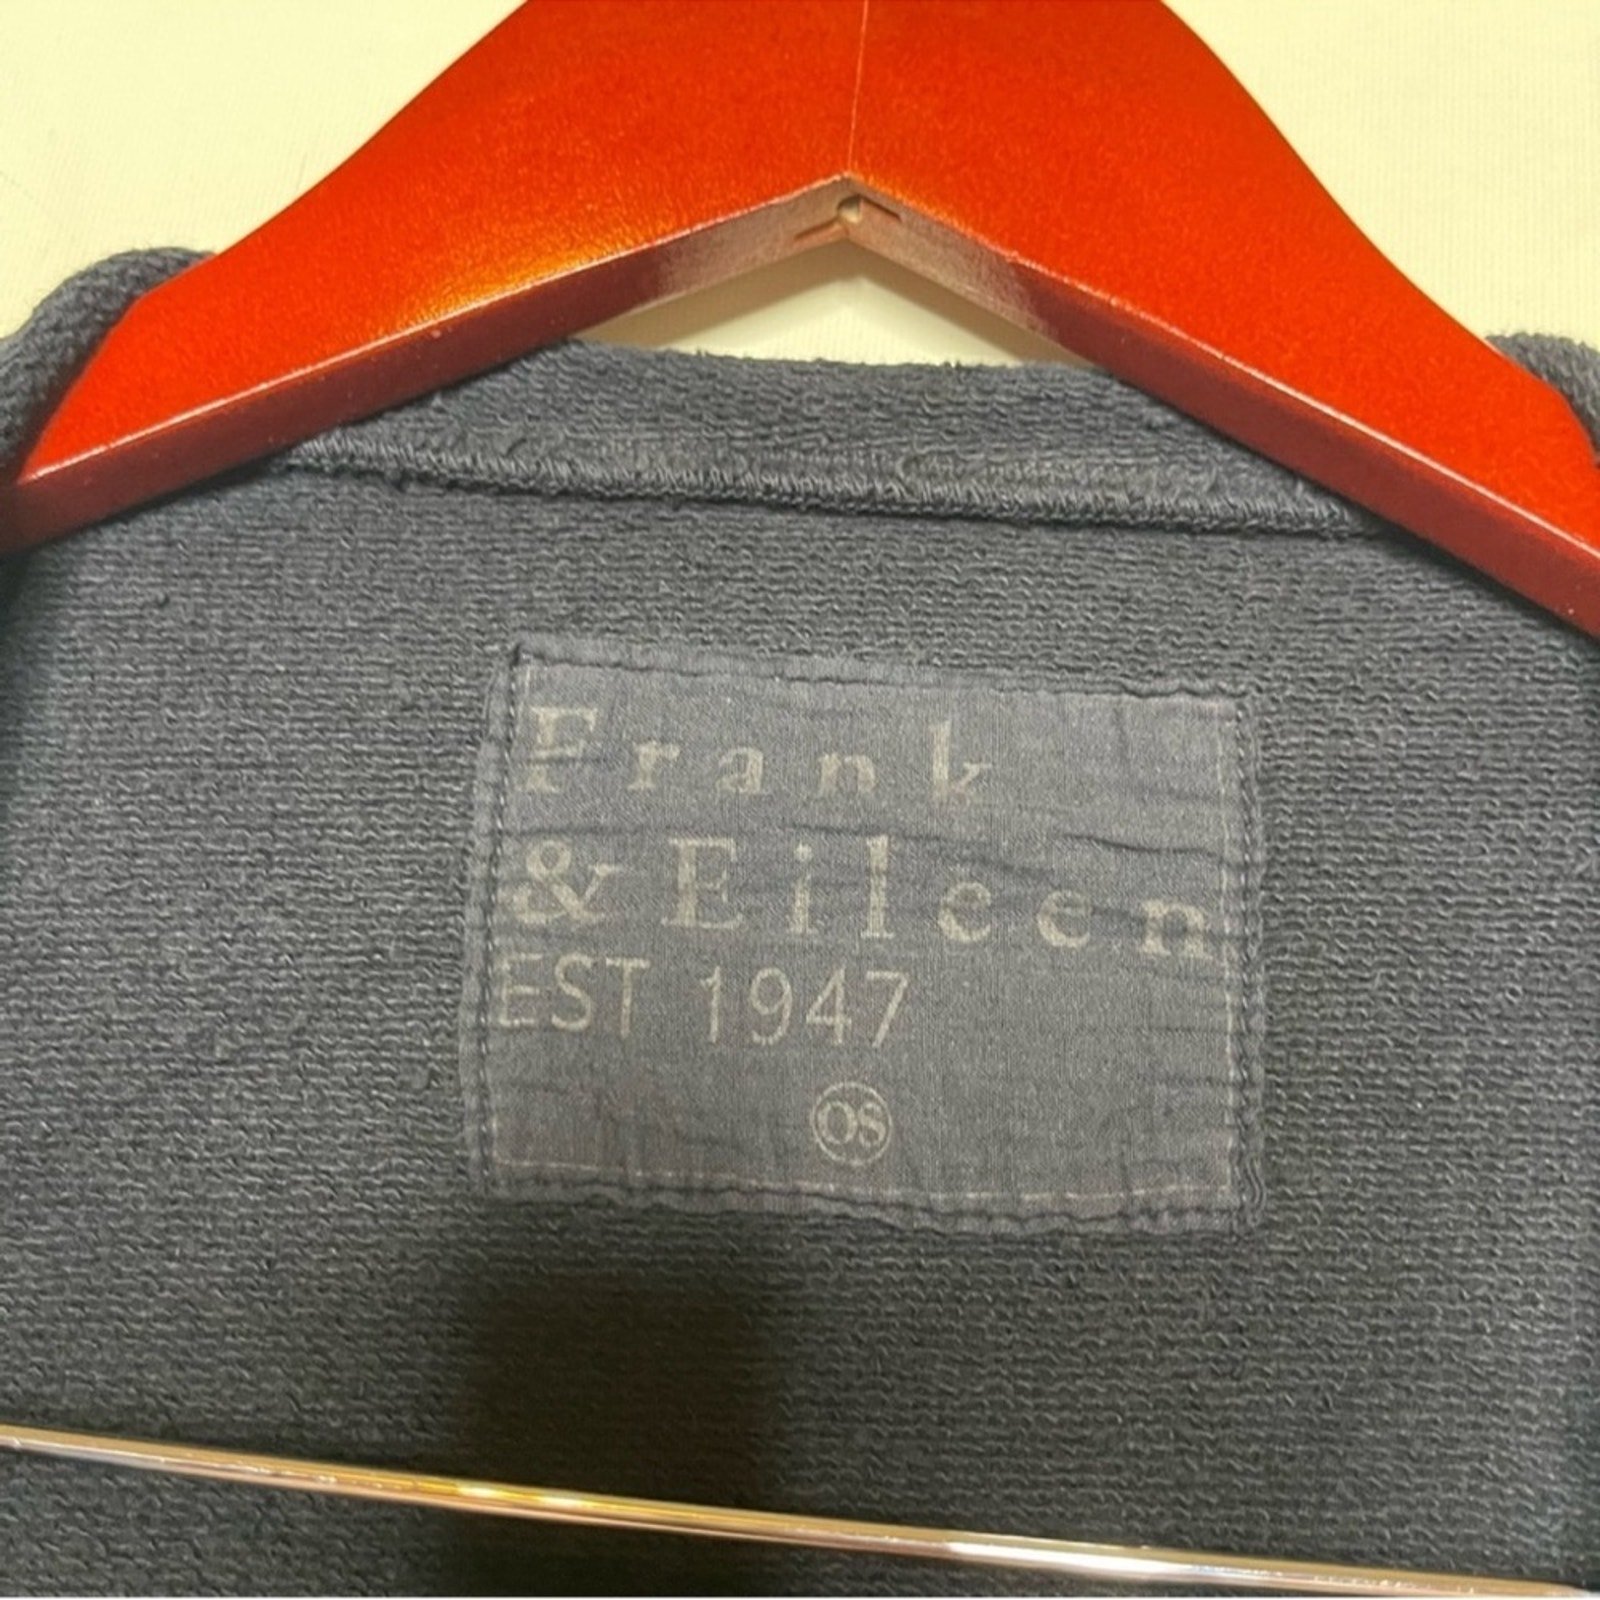 Frank
& Eileen
EST 1947
OS